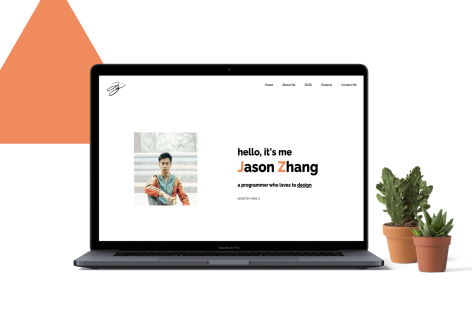 Home About Me Skills Projects Contact Me
hello, it's me
Jason Zhang
a programmer who loves to design
scroll for more ↓
MacBook Pro